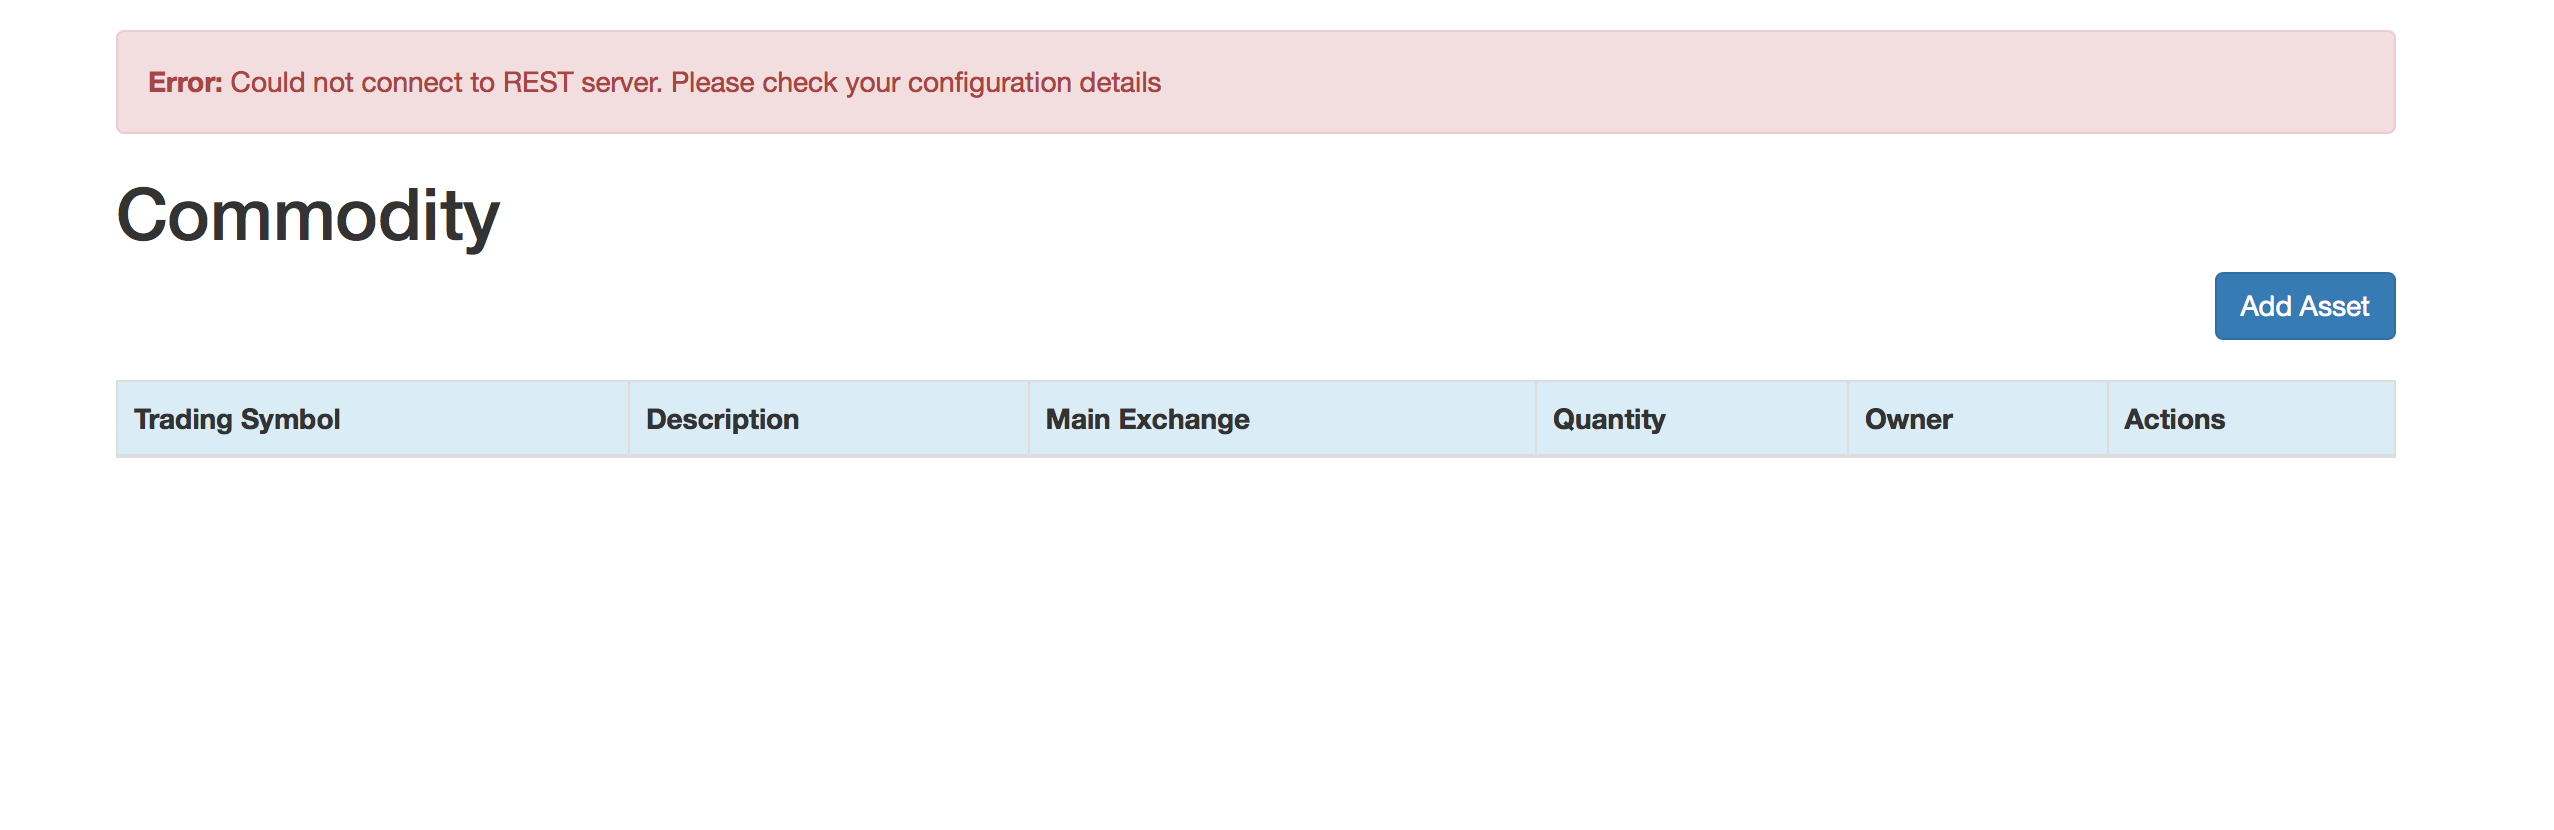 Error: Could not connect to REST server. Please check your configuration details
Commodity
Add Asset
Trading Symbol Description Main Exchange Quantity Owner Actions